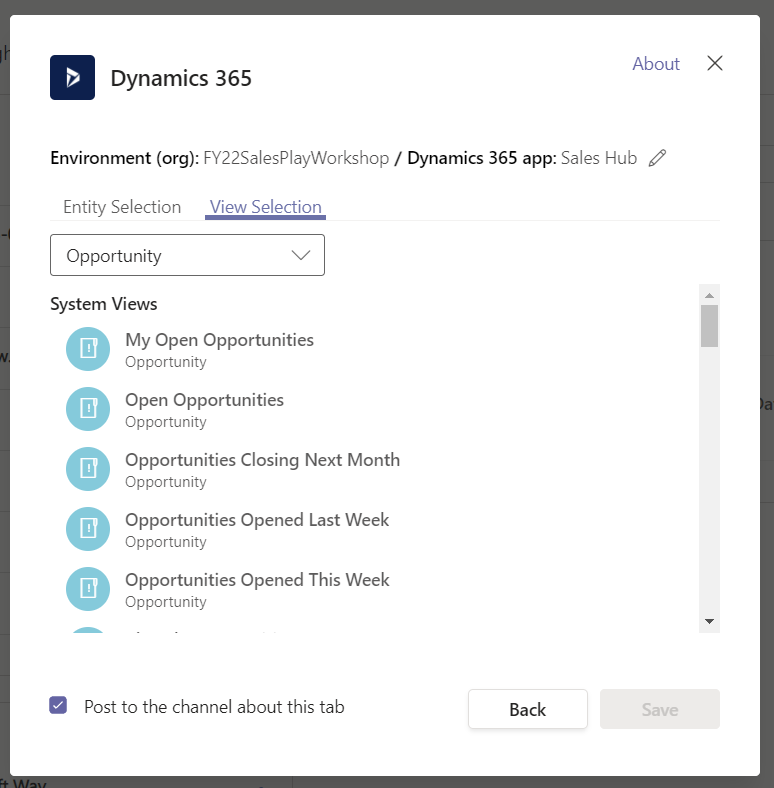 Dynamics 365
About
Environment (org): FY22SalesPlayWorkshop / Dynamics 365 app: Sales Hub
Entity Selection View Selection
Opportunity
System Views
My Open Opportunities
Opportunity
Open Opportunities
Opportunity
Opportunities Closing Next Month
Opportunity
Opportunities Opened Last Week
Opportunity
Opportunities Opened This Week
Opportunity
Post to the channel about this tab
Back
Save